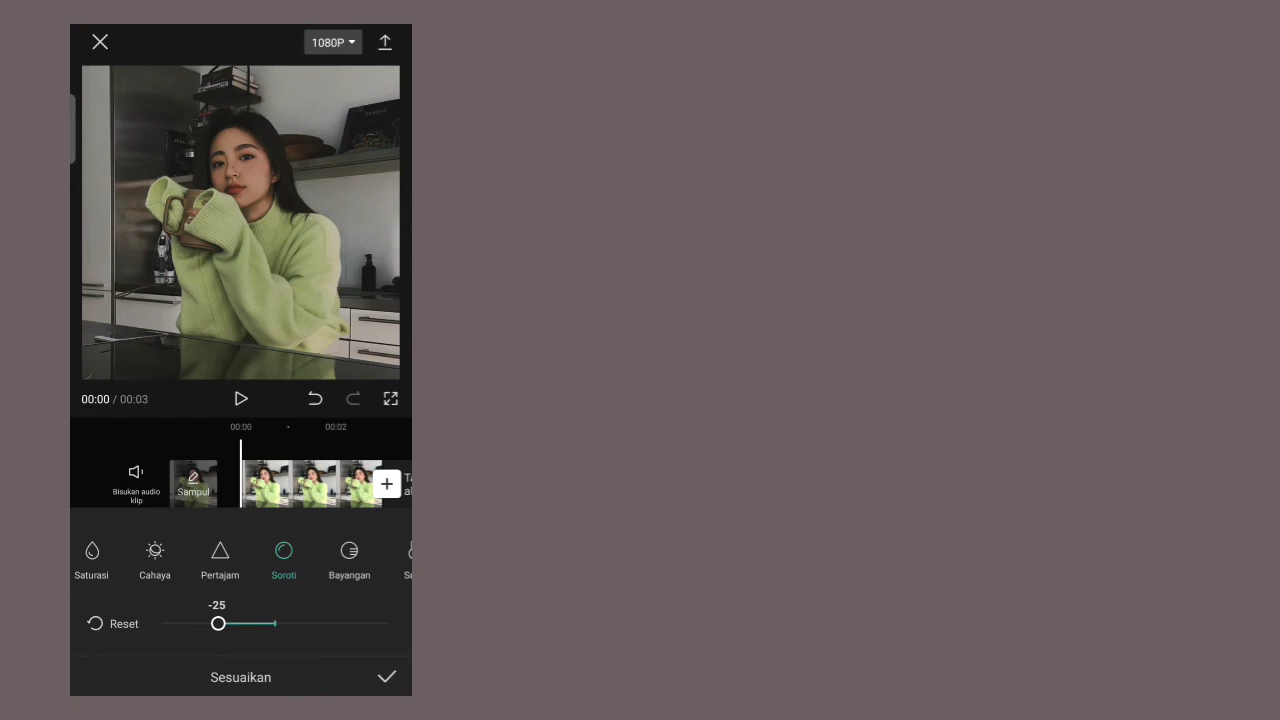 1080P
00:00 / 00:03
00:00
00:02
Bisukan audio
klip
Sampul
Saturasi
Cahaya
Pertajam
Soroti
Bayangan
-25
Reset
Sesuaikan